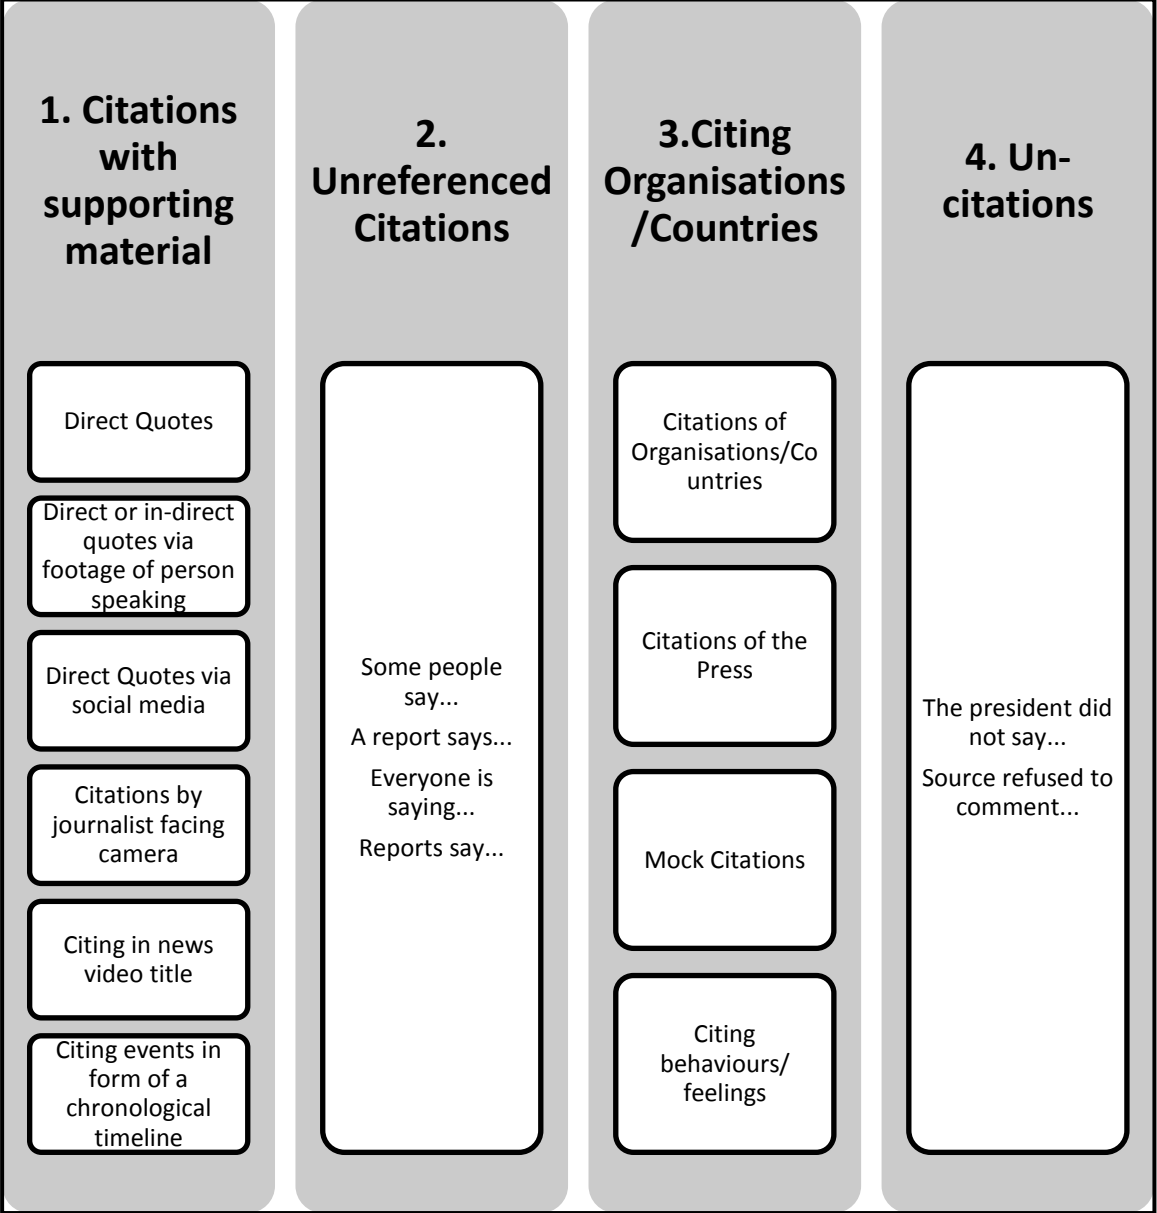 1. Citations
with
supporting
material
Direct Quotes
Direct or in-direct
quotes via
footage of person
speaking
Direct Quotes via
social media
Citations by
journalist facing
camera
Citing in news
video title
Citing events in
form of a
chronological
timeline
2.
Unreferenced
Citations
Some people
say...
A report says...
Everyone is
saying...
Reports say...
3.Citing
Organisations
/Countries
Citations of
Organisations/Co
untries
Citations of the
Press
Mock Citations
Citing
behaviours/
feelings
4. Un-
citations
The president did
not say...
Source refused to
comment...